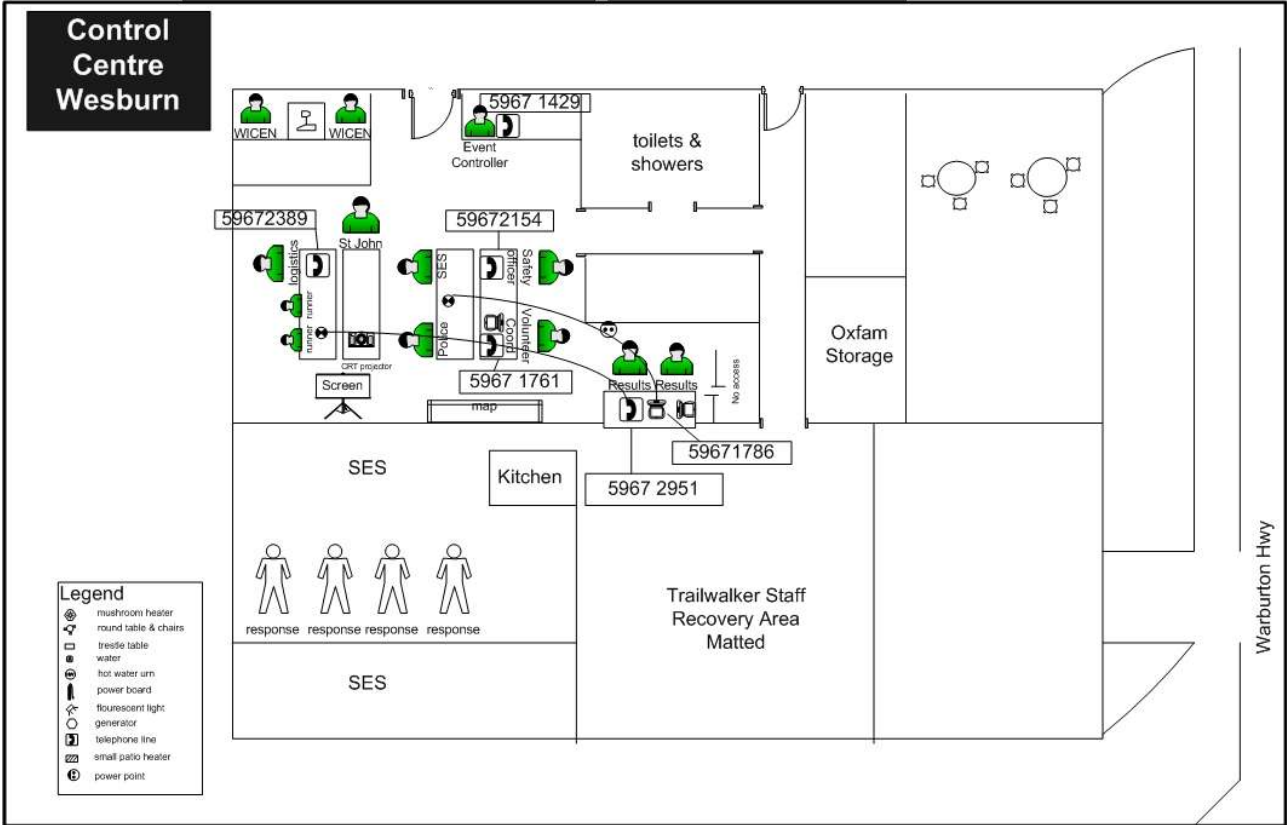 Control
Centre
Wesburn
WICEN
WICEN
5967 1429
Event
Controller
toilets &
showers
59672389
St John
59672154
logistics
runner
runner
CRT projector
SES
Police
Safety
officer
Volunteer
Coord
5967 1761
Screen
map
Results
Results
No access
59671786
5967 2951
Oxfam
Storage
SES
Kitchen
response
response
response
response
SES
Trailwalker Staff
Recovery Area
Matted
Warburton Hwy
Legend
mushroom heater
round table & chairs
trestle table
water
hot water urn
power board
flourescent light
generator
telephone line
small patio heater
power point